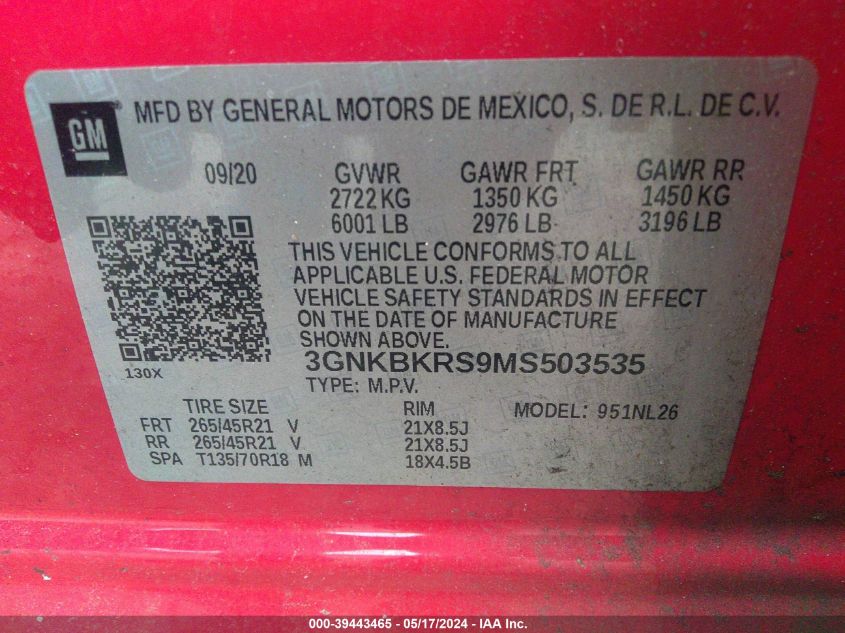 GM
MFD BY GENERAL MOTORS DE MEXICO, S. DE R.L. DE C.V.
09/20 GVWR GAWR FRT GAWR RR
2722 KG 1350 KG 1450 KG
6001 LB 2976 LB 3196 LB
THIS VEHICLE CONFORMS TO ALL
APPLICABLE U.S. FEDERAL MOTOR
VEHICLE SAFETY STANDARDS IN EFFECT
ON THE DATE OF MANUFACTURE
SHOWN ABOVE.
3GNKBKRS9MS503535
130X
TYPE: M.P.V.
TIRE SIZE RIM MODEL: 951NL26
FRT 265/45R21 V 21X8.5J
RR 265/45R21 V 21X8.5J
SPA T135/70R18 M 18X4.5B
000-39443465 - 05/17/2024 - IAA Inc.